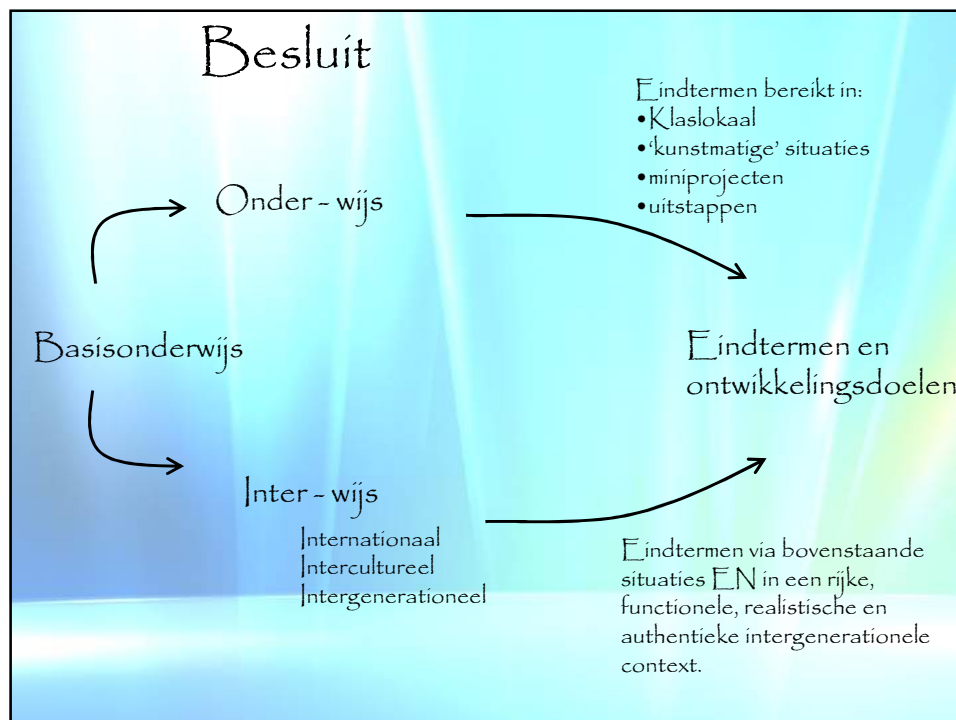 Besluit
Eindtermen bereikt in:
•Klaslokaal
•‘kunstmatige’ situaties
•miniprojecten
•uitstappen
Onder - wijs
Basisonderwijs
Eindtermen en
ontwikkelingsdoelen
Inter - wijs
Internationaal
Intercultureel
Intergenerationeel
Eindtermen via bovenstaande
situaties EN in een rijke,
functionele, realistische en
authentieke intergenerationele
context.